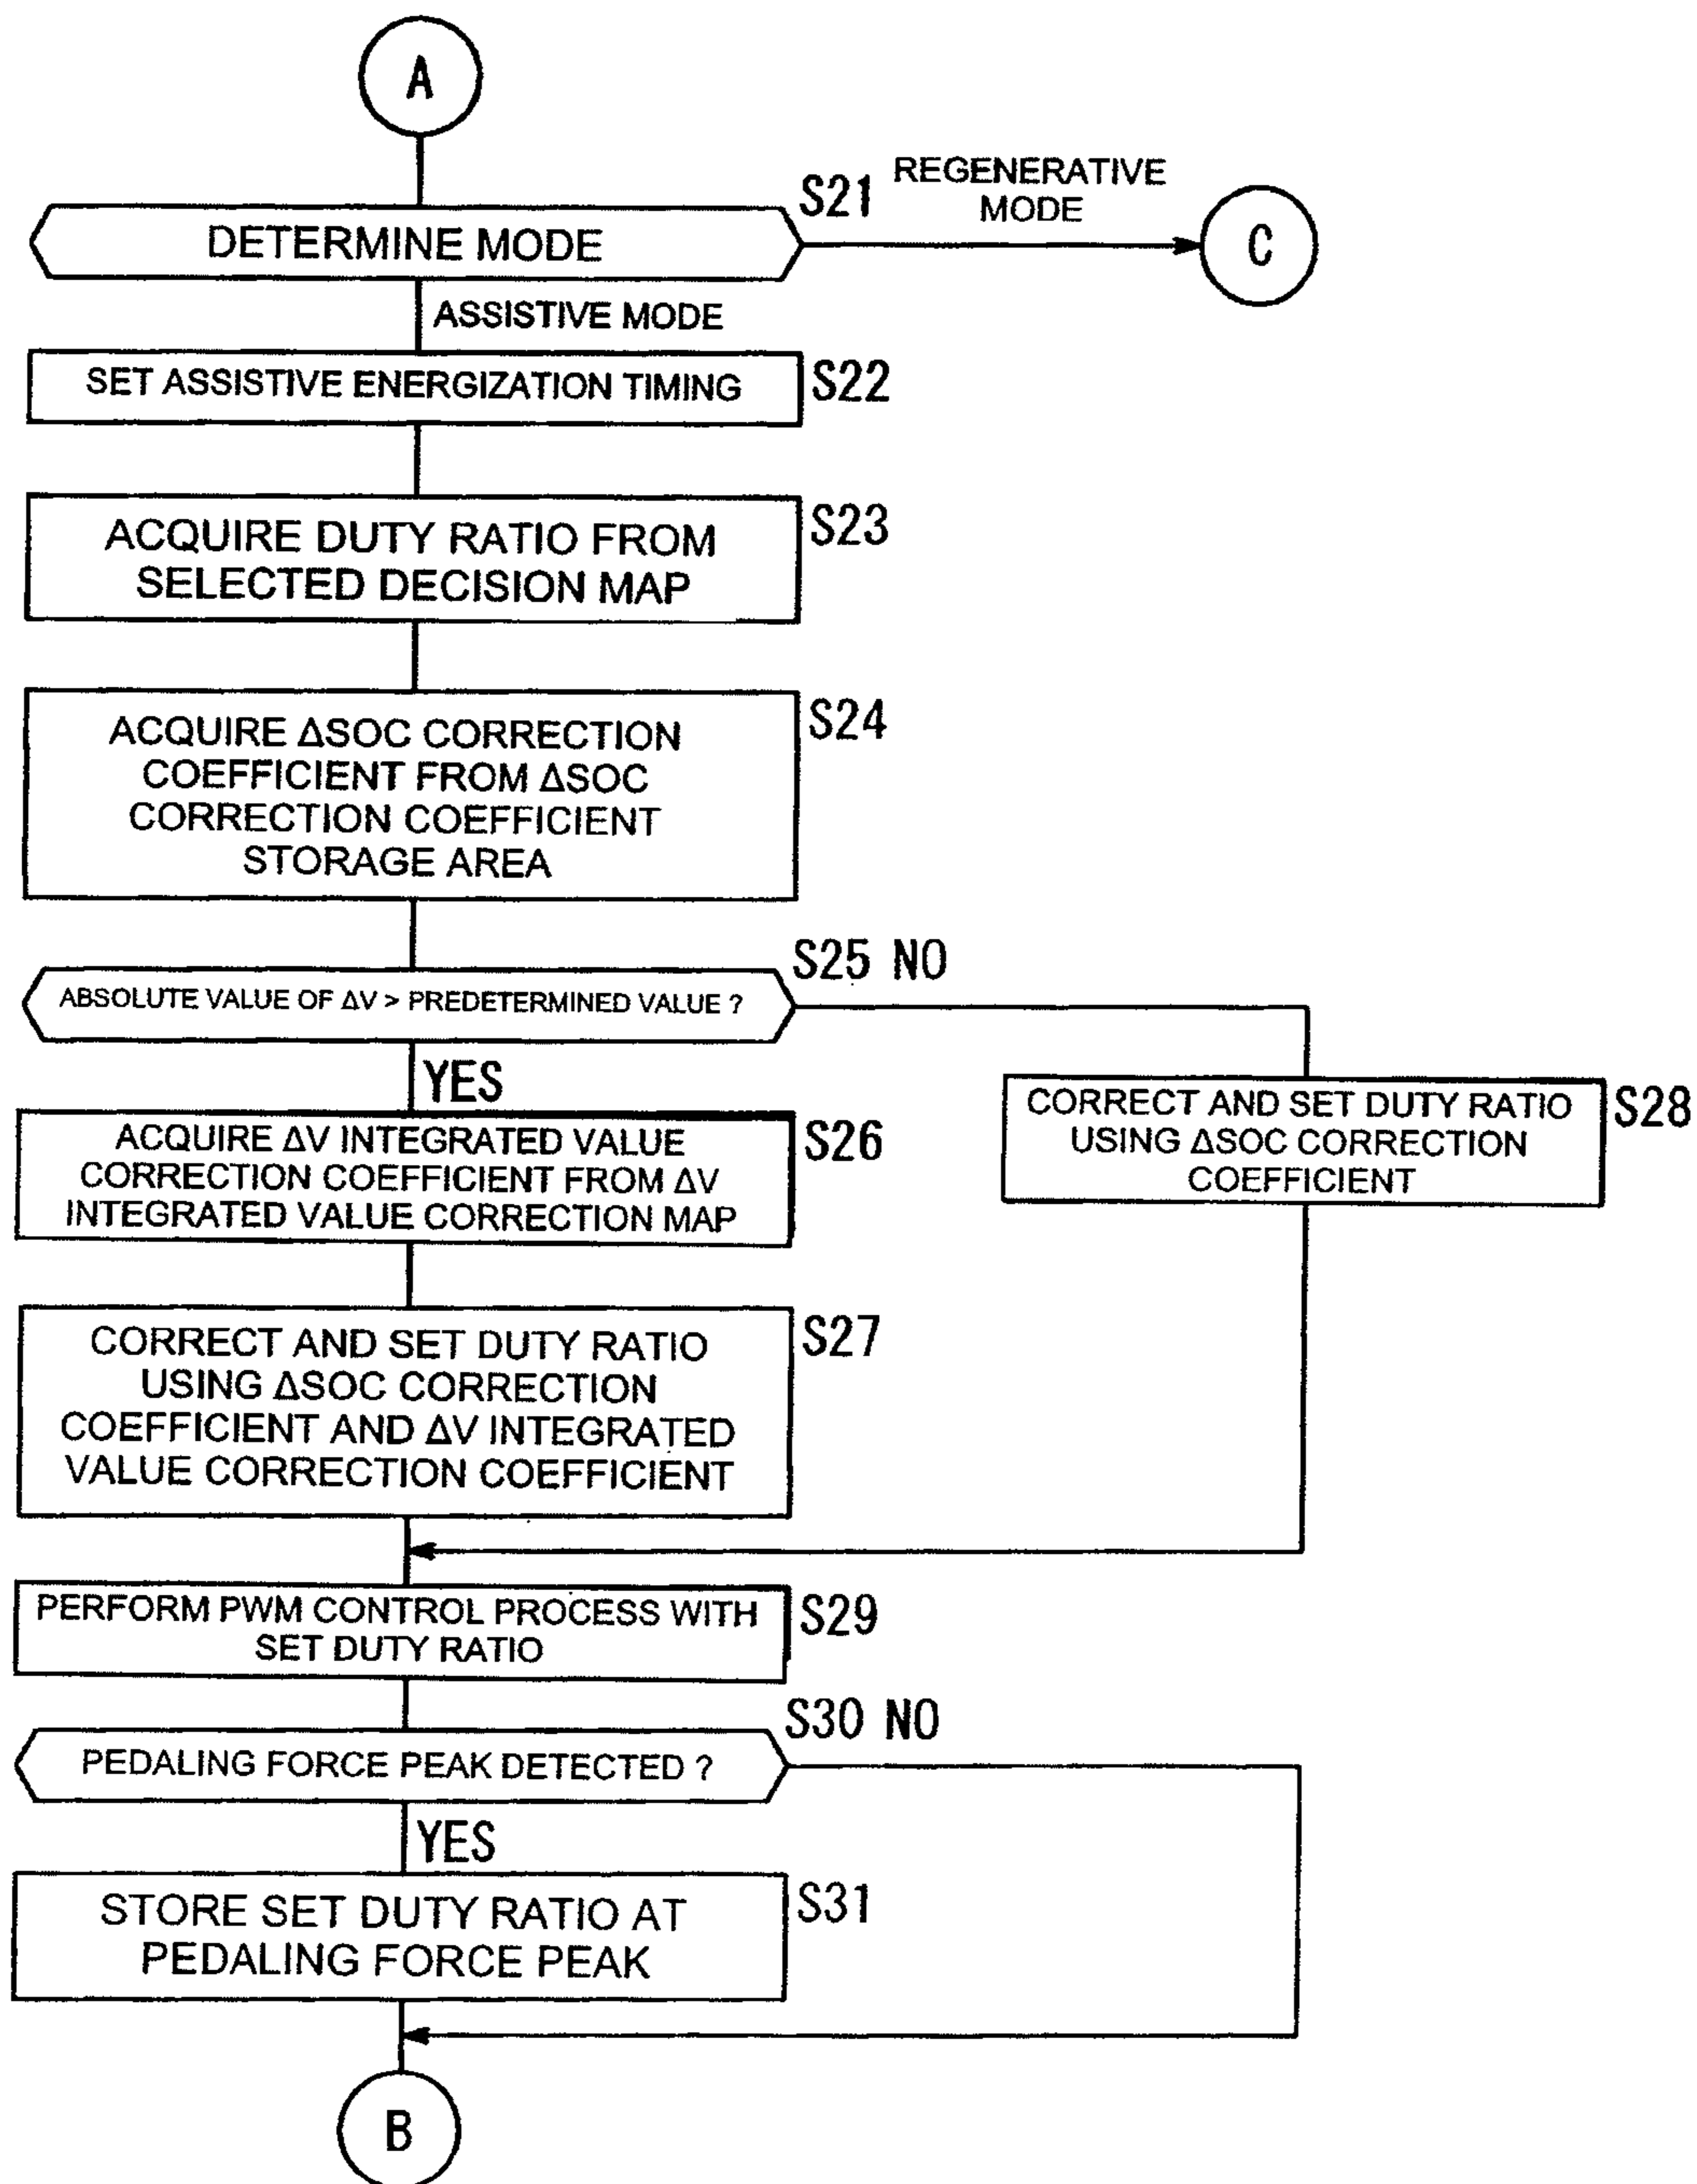 A
S21
REGENERATIVE
MODE
DETERMINE MODE
C
ASSISTIVE MODE
SET ASSISTIVE ENERGIZATION TIMING
S22
ACQUIRE DUTY RATIO FROM
SELECTED DECISION MAP
S23
ACQUIRE ΔSOC CORRECTION
COEFFICIENT FROM ΔSOC
CORRECTION COEFFICIENT
STORAGE AREA
S24
S25 NO
ABSOLUTE VALUE OF ΔV > PREDETERMINED VALUE ?
YES
ACQUIRE ΔV INTEGRATED VALUE
CORRECTION COEFFICIENT FROM ΔV
INTEGRATED VALUE CORRECTION MAP
S26
CORRECT AND SET DUTY RATIO
USING ΔSOC CORRECTION
COEFFICIENT
S28
CORRECT AND SET DUTY RATIO
USING ΔSOC CORRECTION
COEFFICIENT AND ΔV INTEGRATED
VALUE CORRECTION COEFFICIENT
S27
PERFORM PWM CONTROL PROCESS WITH
SET DUTY RATIO
S29
S30 NO
PEDALING FORCE PEAK DETECTED ?
YES
STORE SET DUTY RATIO AT
PEDALING FORCE PEAK
S31
B